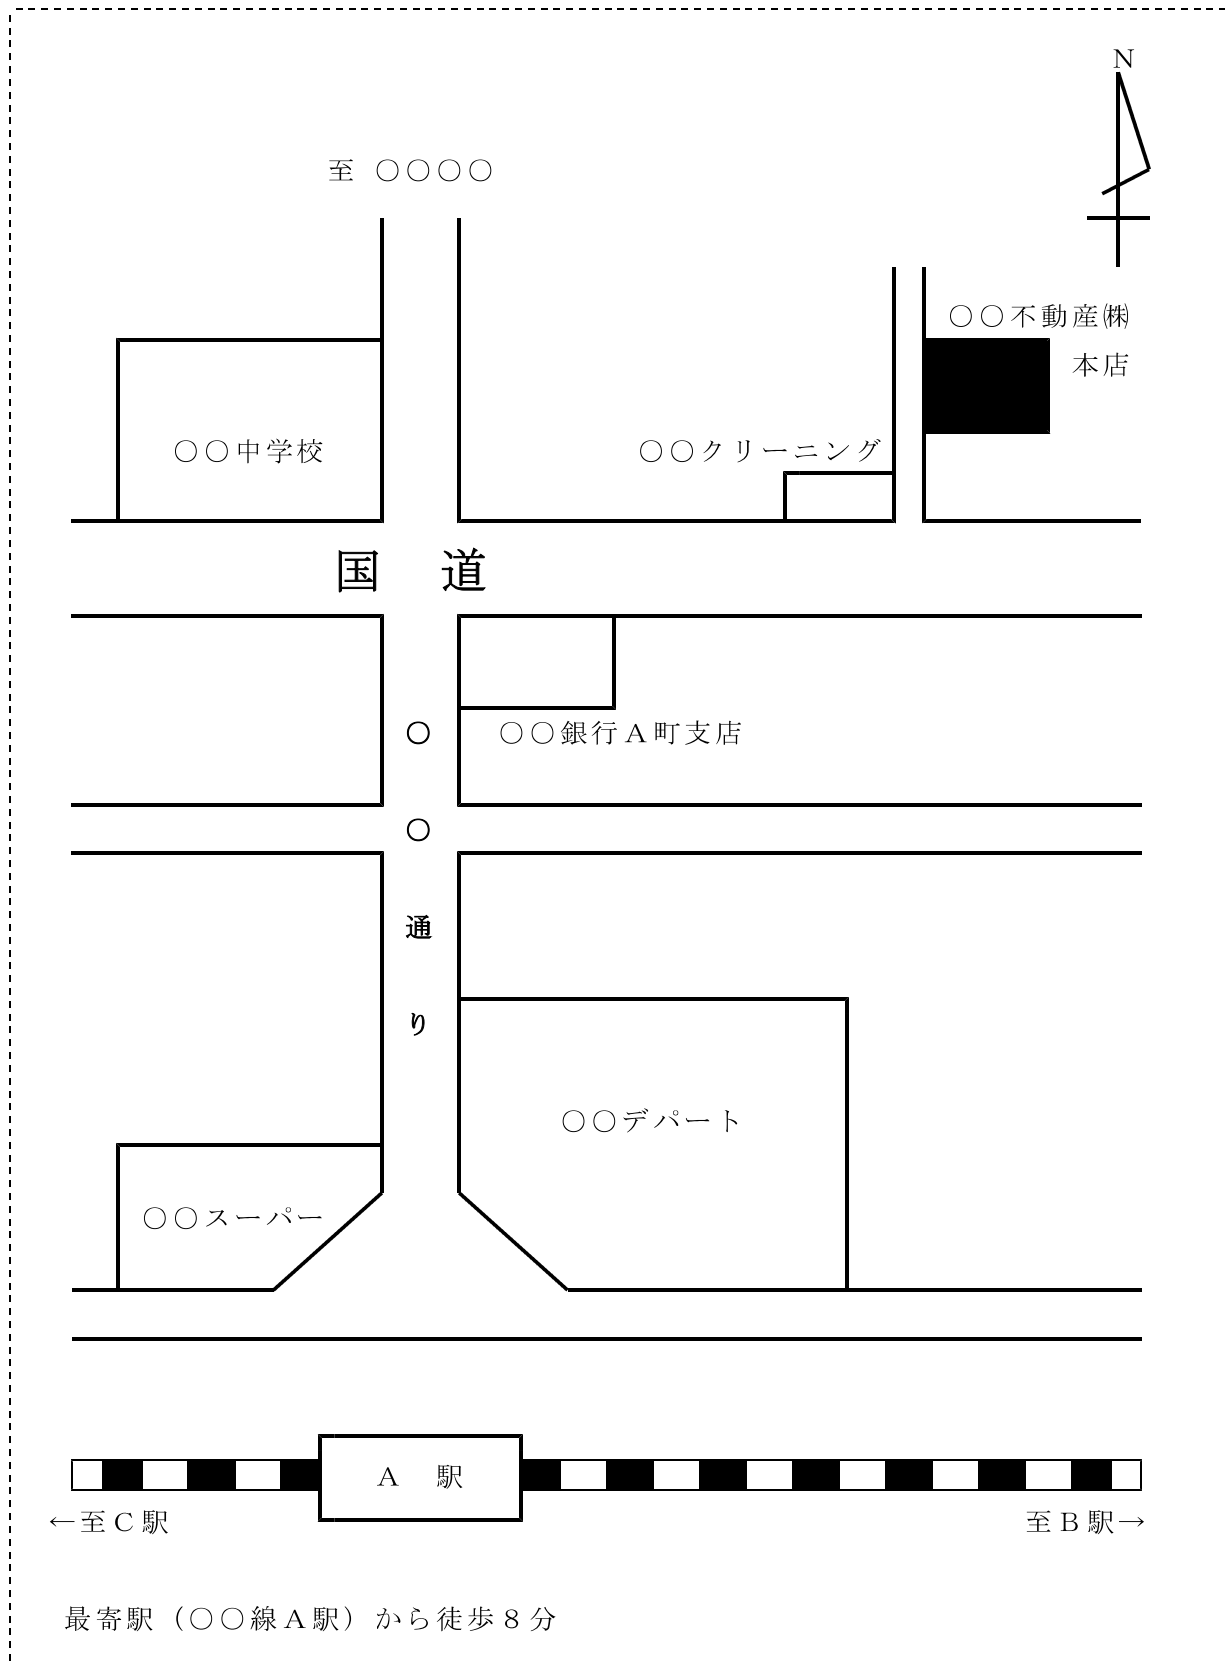 N
至 ○○○○
○○不動産㈱
本店
○○中学校
○○クリーニング
国 道
○○銀行A町支店
○○通り
○○デパート
○○スーパー
A 駅
←至C駅
至B駅→
最寄駅（○○線A駅）から徒歩８分